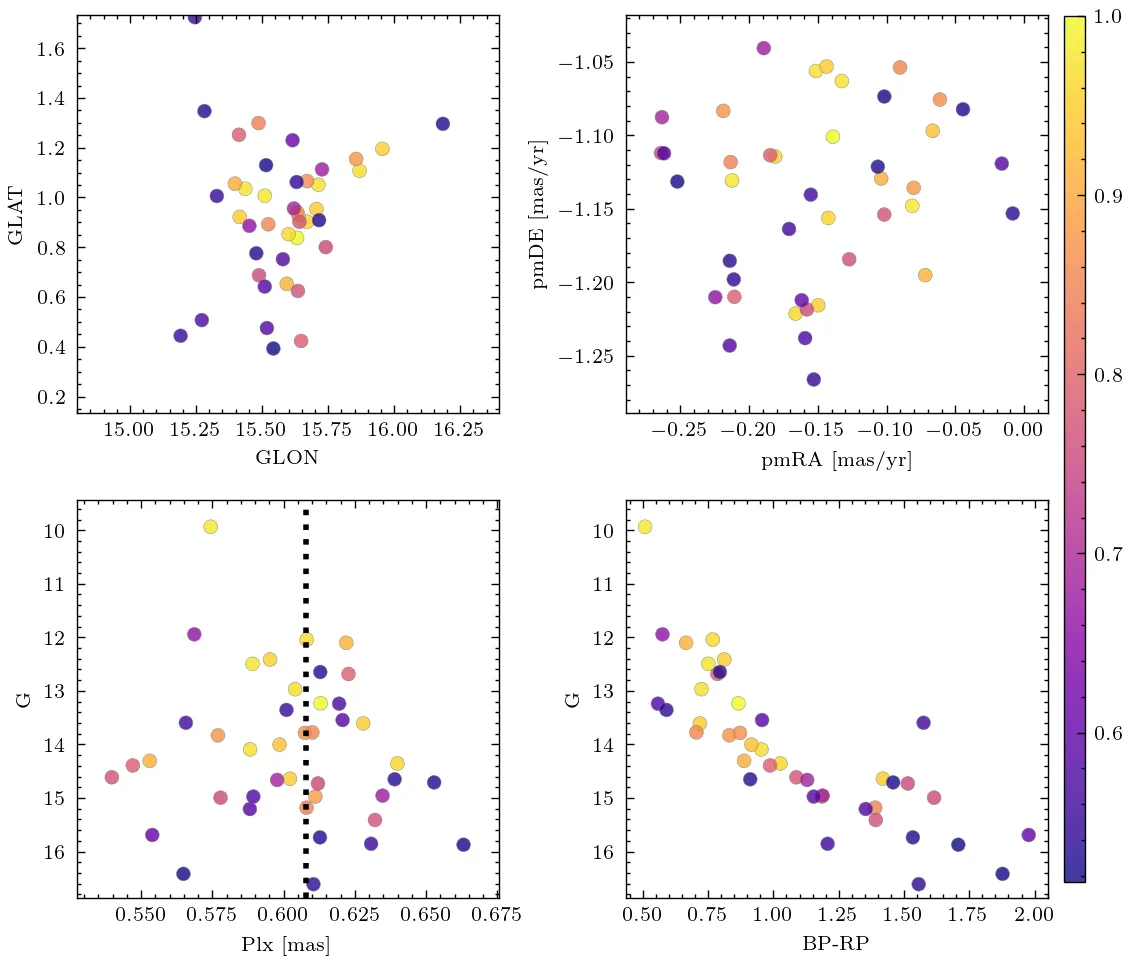 1.6
1.4
1.2
1.0
0.8
0.6
0.4
0.2
GLAT
15.00 15.25 15.50 15.75 16.00 16.25
GLON
−1.05
−1.10
−1.15
−1.20
−1.25
pmDE [mas/yr]
−0.25 −0.20 −0.15 −0.10 −0.05 0.00
pmRA [mas/yr]
1.0
0.9
0.8
0.7
0.6
10
11
12
13
14
15
16
G
0.550 0.575 0.600 0.625 0.650 0.675
Plx [mas]
10
11
12
13
14
15
16
G
0.50 0.75 1.00 1.25 1.50 1.75 2.00
BP-RP